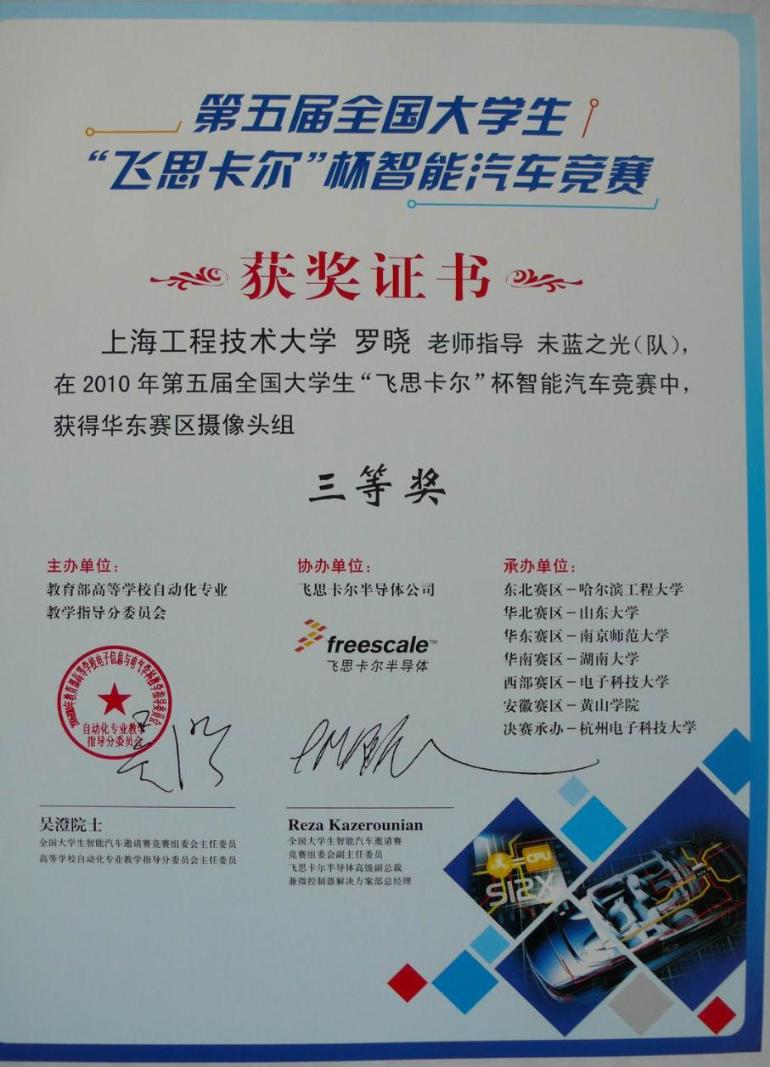 第五届全国大学生
“飞思卡尔”杯智能汽车竞赛
获奖证书
上海工程技术大学 罗晓 老师指导 未蓝之光(队),
在2010年第五届全国大学生“飞思卡尔”杯智能汽车竞赛中,
获得华东赛区摄像头组
三等奖
主办单位:
教育部高等学校自动化专业
教学指导分委员会
自动化专业教学
指导分委员会
协办单位:
飞思卡尔半导体公司
freescale™
飞思卡尔半导体
承办单位:
东北赛区-哈尔滨工程大学
华北赛区-山东大学
华东赛区-南京师范大学
华南赛区-湖南大学
西部赛区-电子科技大学
安徽赛区-黄山学院
决赛承办-杭州电子科技大学
吴澄院士
全国大学生智能汽车邀请赛竞赛组委会主任委员
高等学校自动化专业教学指导分委员会主任委员
Reza Kazerounian
全国大学生智能汽车邀请赛
竞赛组委会副主任委员
飞思卡尔半导体高级副总裁
兼微控制器解决方案部总经理
CPU
S12X